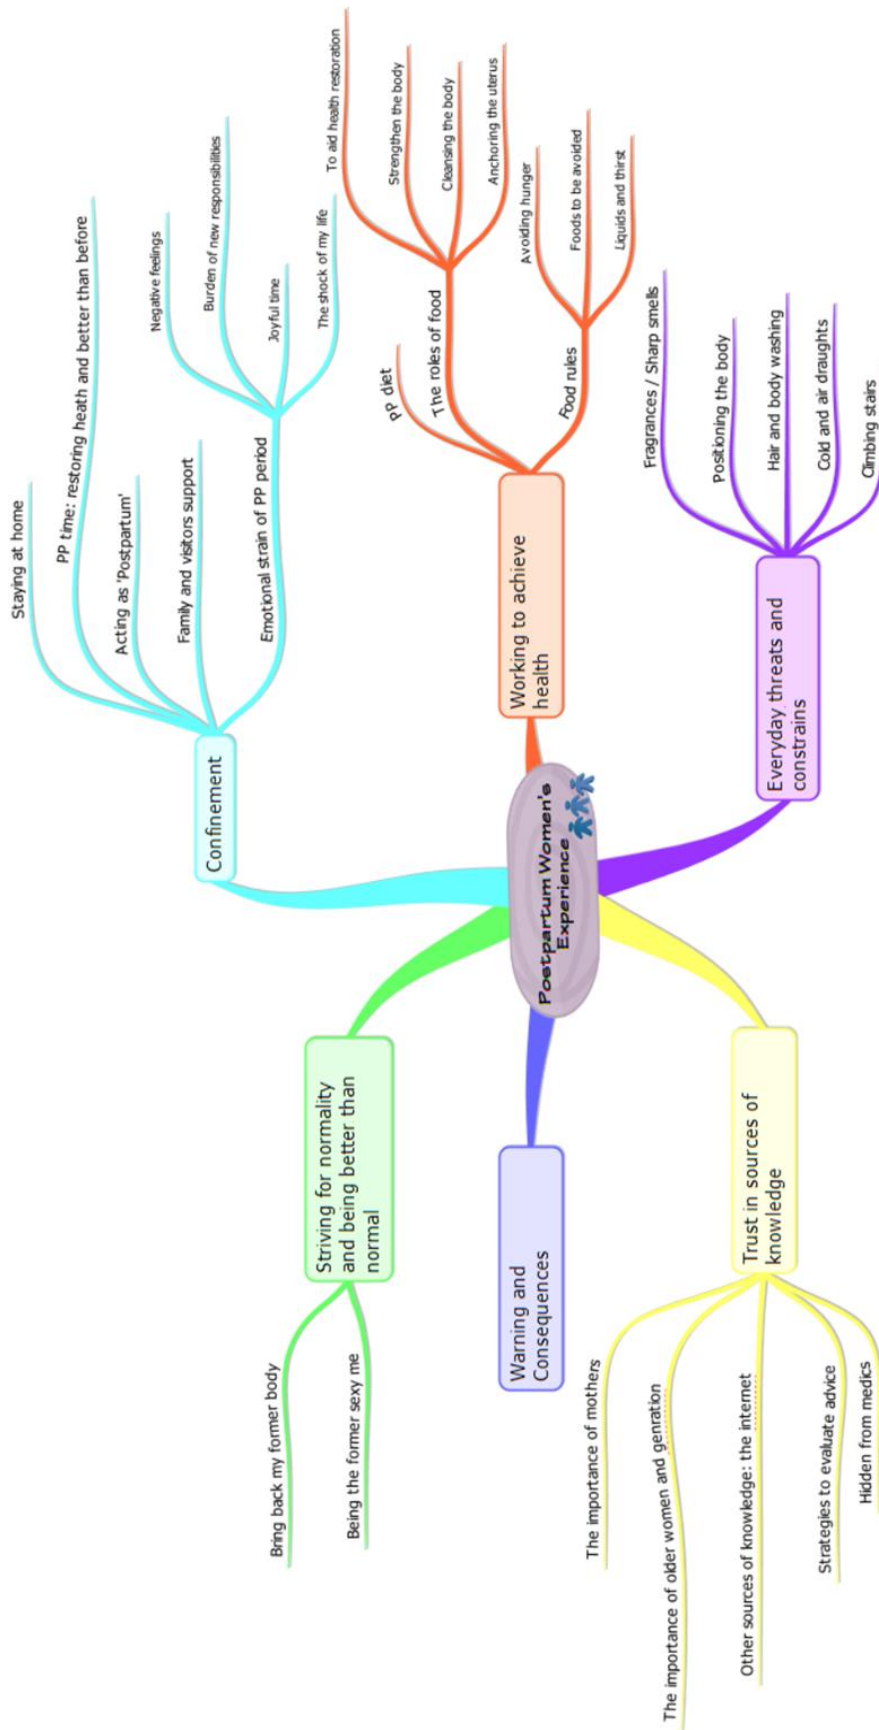 Postpartum Women's
Experience
Confinement
Staying at home
PP time: restoring heath and better than before
Acting as 'Postpartum'
Family and visitors support
Emotional strain of PP period
Negative feelings
Burden of new responsibilities
Joyful time
The shock of my life
Working to achieve
health
PP diet
The roles of food
To aid health restoration
Strengthen the body
Cleansing the body
Anchoring the uterus
Food rules
Avoiding hunger
Foods to be avoided
Liquids and thirst
Everyday threats and
constrains
Fragrances / Sharp smells
Positioning the body
Hair and body washing
Cold and air draughts
Climbing stairs
Striving for normality
and being better than
normal
Bring back my former body
Being the former sexy me
Warning and
Consequences
Trust in sources of
knowledge
The importance of mothers
The importance of older women and genration
Other sources of knowledge: the internet
Strategies to evaluate advice
Hidden from medics